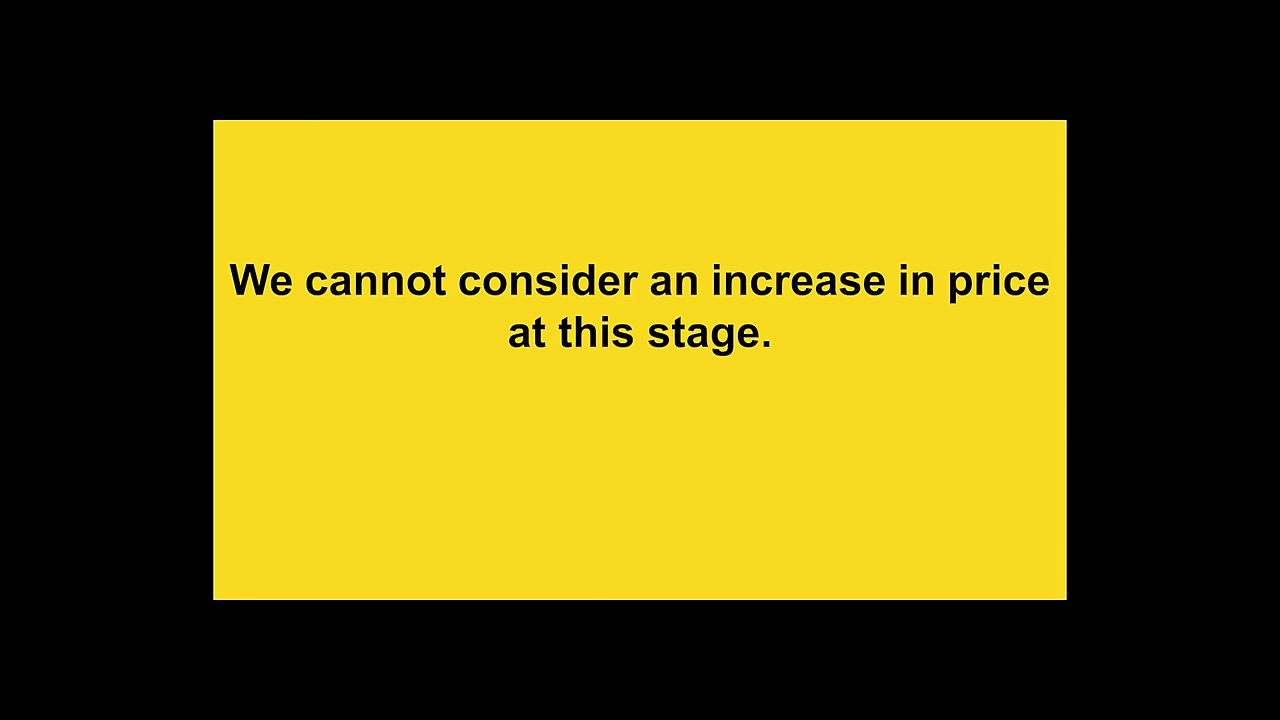 We cannot consider an increase in price
at this stage.